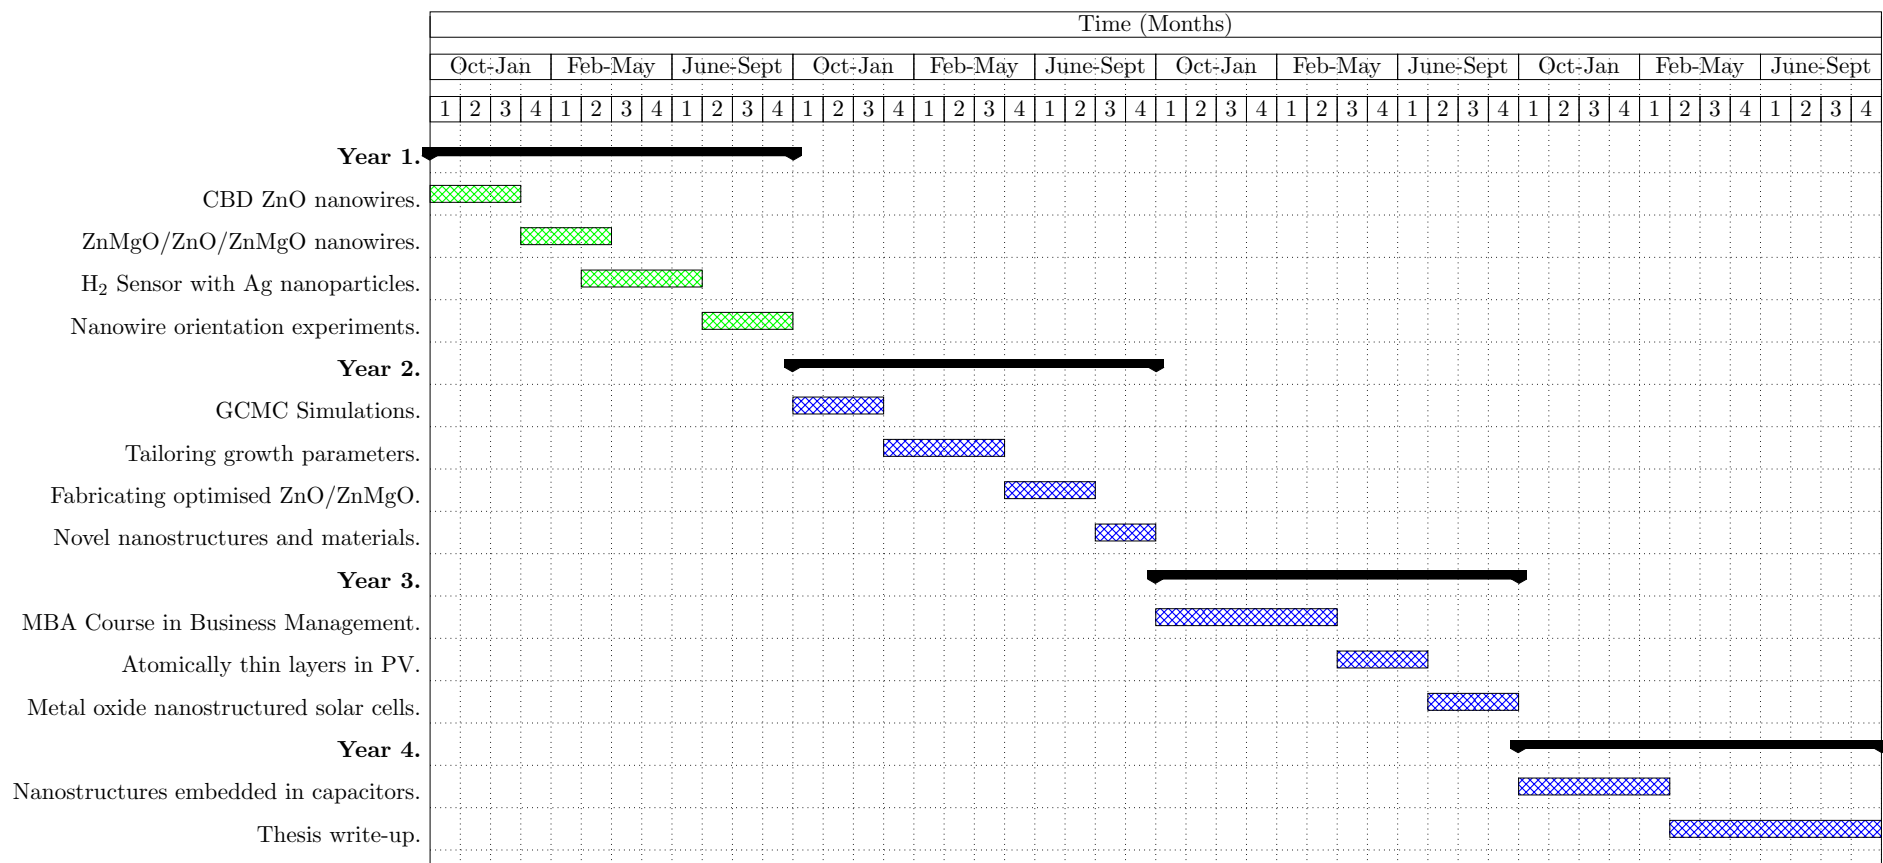 Time (Months)
Oct-Jan Feb-May June-Sept Oct-Jan Feb-May June-Sept Oct-Jan Feb-May June-Sept Oct-Jan Feb-May June-Sept
1 2 3 4 1 2 3 4 1 2 3 4 1 2 3 4 1 2 3 4 1 2 3 4 1 2 3 4 1 2 3 4 1 2 3 4 1 2 3 4 1 2 3 4 1 2 3 4
Year 1.
CBD ZnO nanowires.
ZnMgO/ZnO/ZnMgO nanowires.
H₂ Sensor with Ag nanoparticles.
Nanowire orientation experiments.
Year 2.
GCMC Simulations.
Tailoring growth parameters.
Fabricating optimised ZnO/ZnMgO.
Novel nanostructures and materials.
Year 3.
MBA Course in Business Management.
Atomically thin layers in PV.
Metal oxide nanostructured solar cells.
Year 4.
Nanostructures embedded in capacitors.
Thesis write-up.